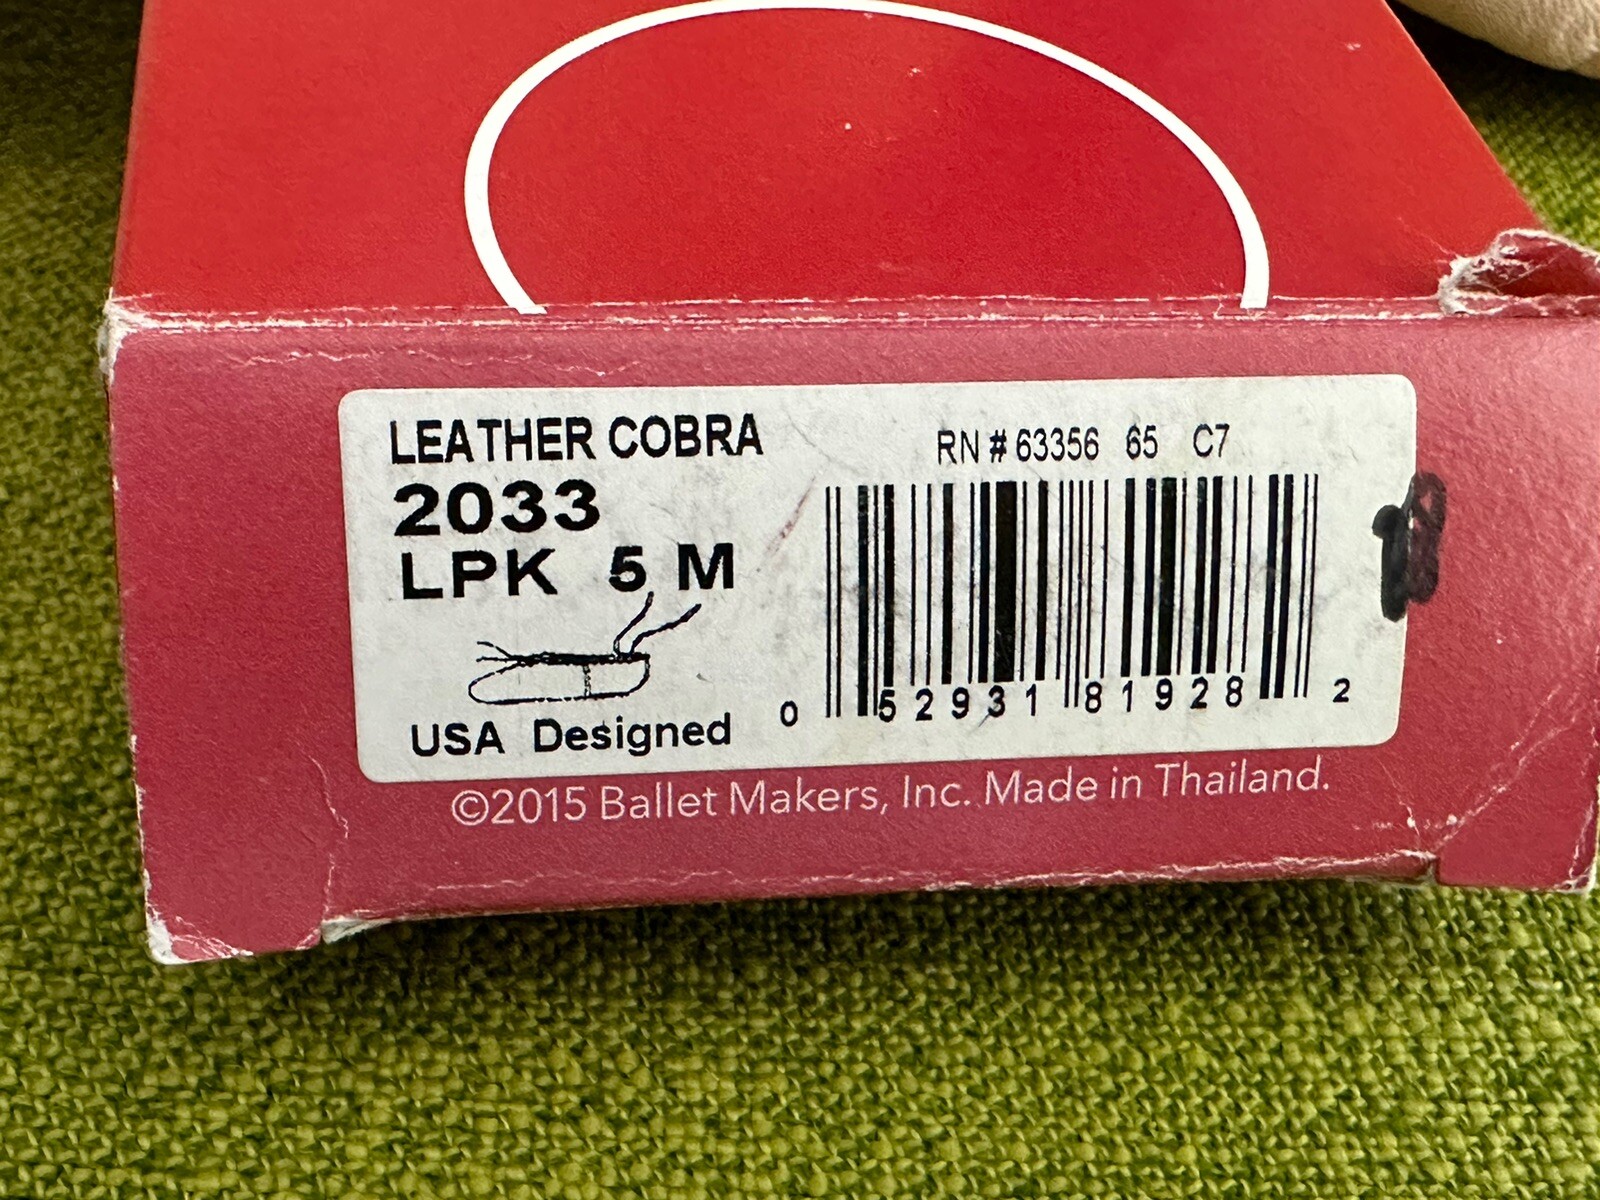 LEATHER COBRA
2033
LPK 5 M
USA Designed
RN # 63356 65 C7
0 52931 81928 2
©2015 Ballet Makers, Inc. Made in Thailand.